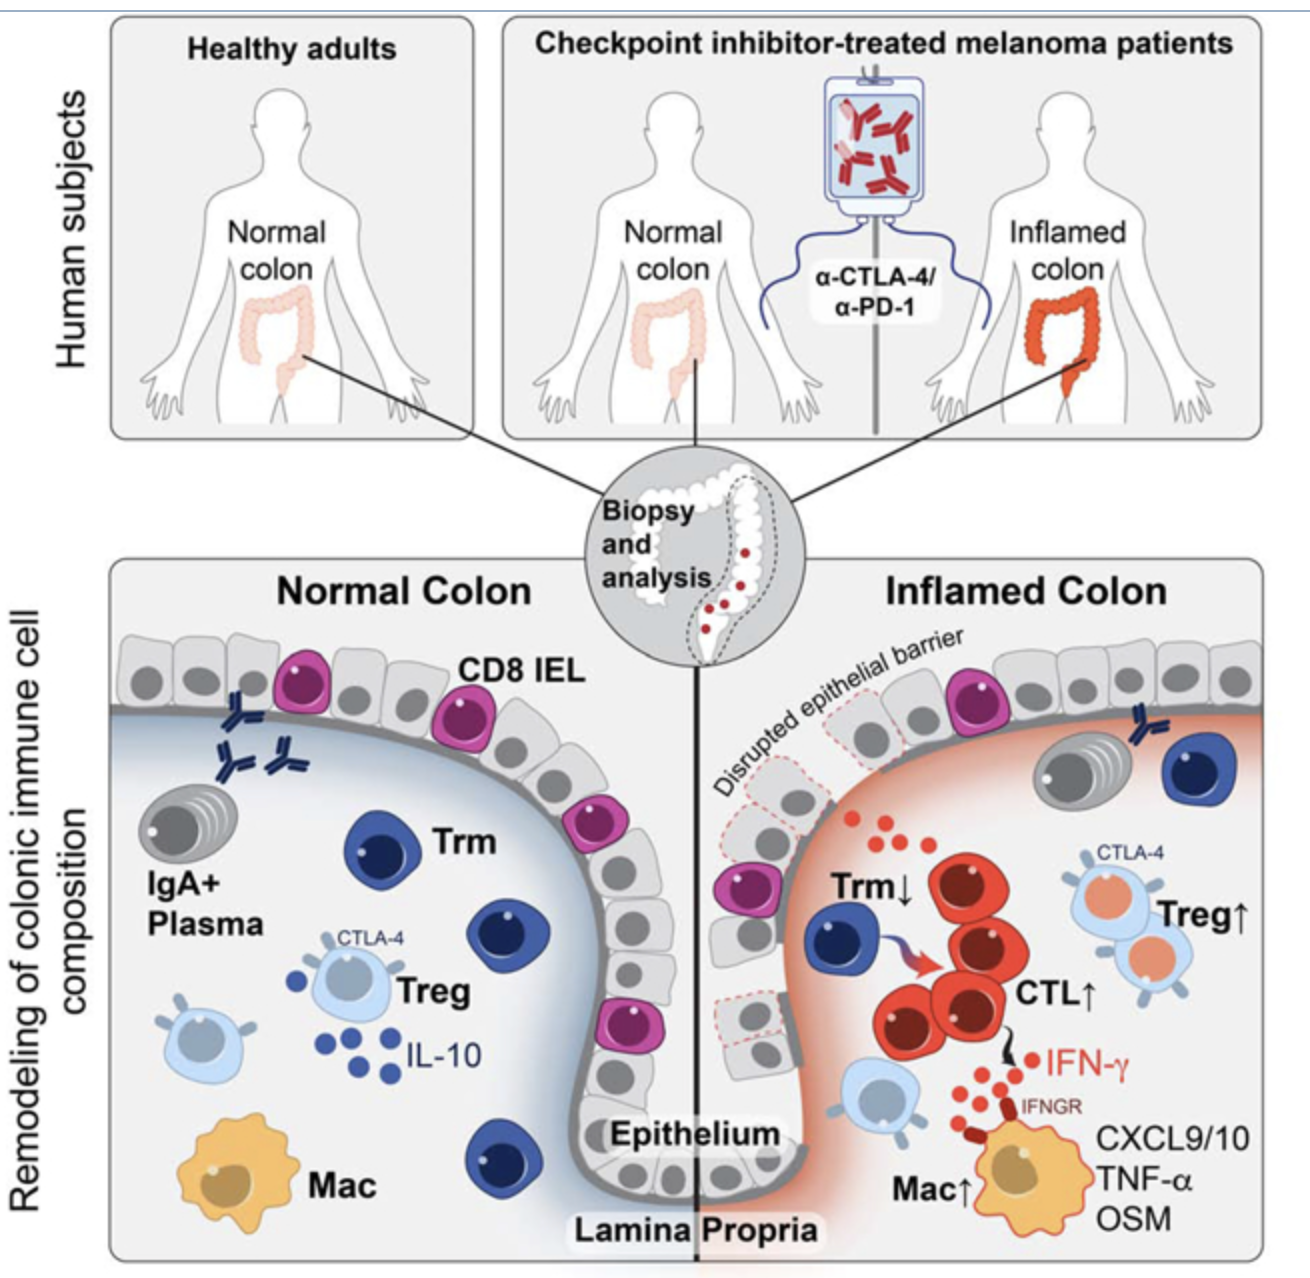 Healthy adults
Checkpoint inhibitor-treated melanoma patients
Human subjects
Normal
colon
Normal
colon
α-CTLA-4/
α-PD-1
Inflamed
colon
Biopsy
and
analysis
Remodeling of colonic immune cell
composition
Normal Colon
CD8 IEL
IgA+
Plasma
Trm
CTLA-4
Treg
IL-10
Mac
Epithelium
Lamina Propria
Inflamed Colon
Disrupted epithelial barrier
Trm↓
CTLA-4
Treg↑
CTL↑
IFN-γ
IFNGR
Mac↑
CXCL9/10
TNF-α
OSM